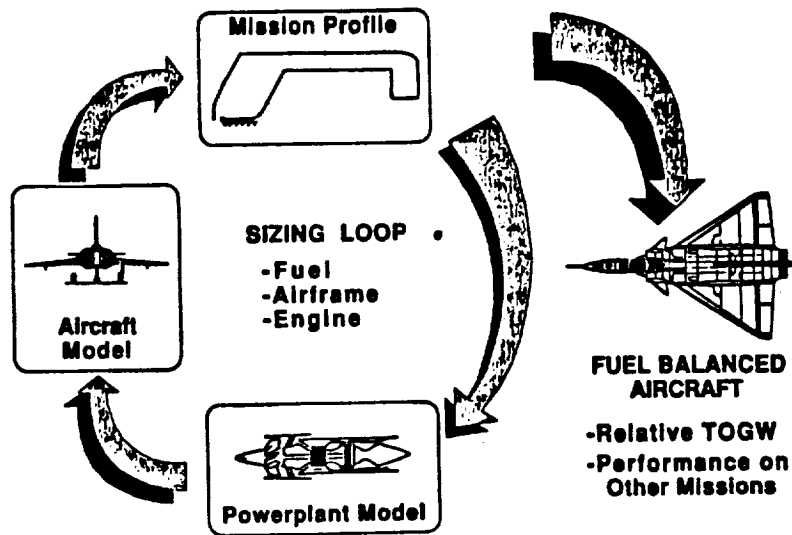 Mission Profile
SIZING LOOP
-Fuel
-Airframe
-Engine
Aircraft
Model
Powerplant Model
FUEL BALANCED
AIRCRAFT
-Relative TOGW
-Performance on
Other Missions